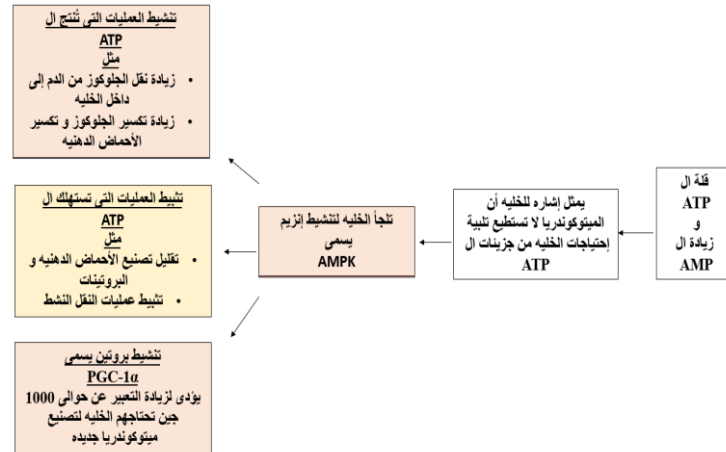 قلة ال
ATP
و
زيادة ال
AMP
يمثل إشاره للخليه أن
الميتوكوندريا لا تستطيع تلبية
إحتياجات الخليه من جزيئات ال
ATP
تلجأ الخليه لتنشيط إنزيم
يسمى
AMPK
تنشيط العمليات التى تُنتج ال
ATP
مثل
• زيادة نقل الجلوكوز من الدم إلى
داخل الخليه
• زيادة تكسير الجلوكوز و تكسير
الأحماض الدهنيه
تثبيط العمليات التى تستهلك ال
ATP
مثل
• تقليل تصنيع الأحماض الدهنيه و
البروتينات
• تثبيط عمليات النقل النشط
تنشيط بروتين يسمى
PGC-1α
يؤدى لزيادة التعبير عن حوالى 1000
جين تحتاجهم الخليه لتصنيع
ميتوكوندريا جديده